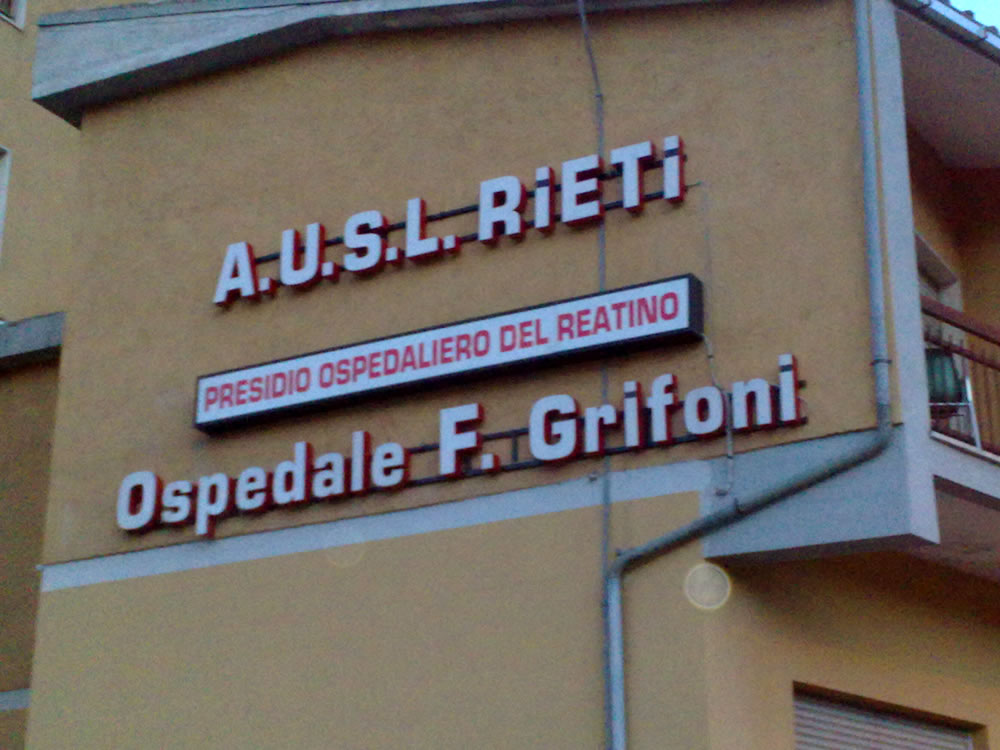 A.U.S.L. RiETi
PRESIDIO OSPEDALIERO DEL REATINO
Ospedale F. Grifoni